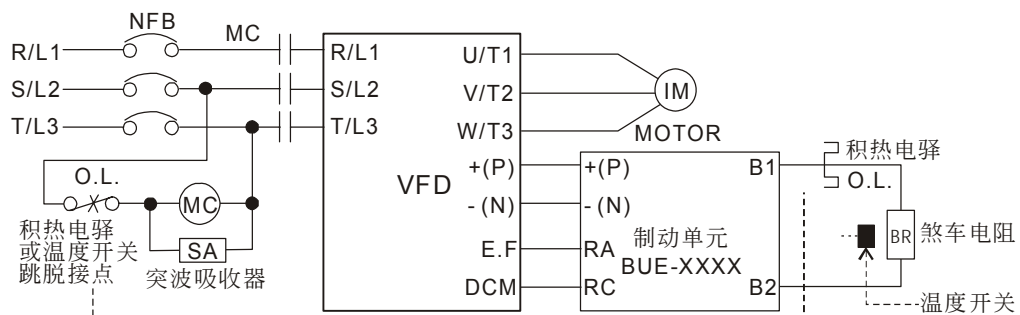 NFB
MC
R/L1
R/L1
U/T1
S/L2
S/L2
V/T2
IM
T/L3
T/L3
W/T3
MOTOR
VFD
+(P)
+(P)
B1
积热电驿
O.L.
O.L.
MC
-(N)
-(N)
积热电驿
或温度开关
跳脱接点
SA
突波吸收器
E.F
RA
制动单元
BUE-XXXX
BR
煞车电阻
DCM
RC
B2
温度开关